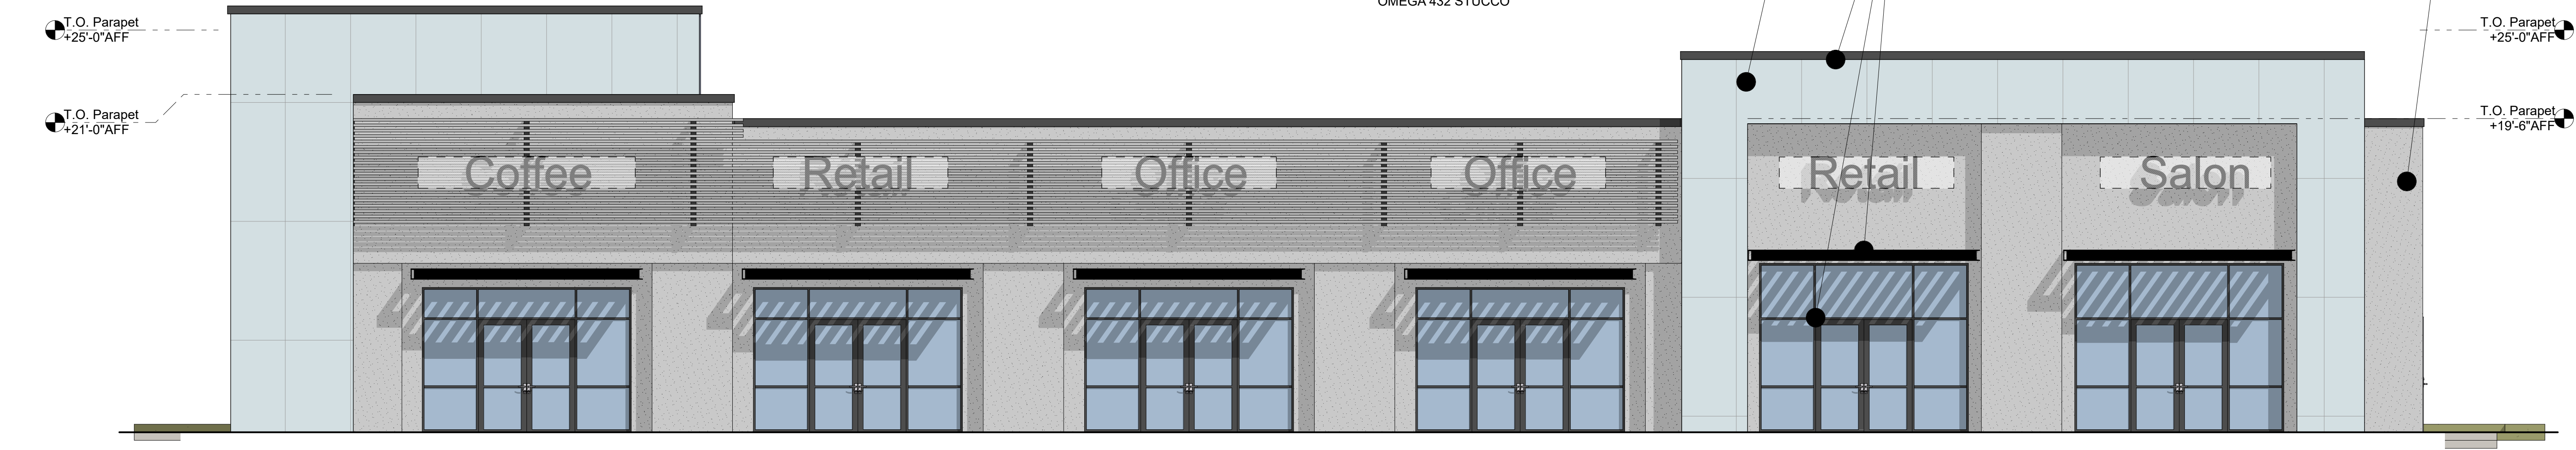 OMEGA 432 STUCCO
T.O. Parapet
+25'-0"AFF
T.O. Parapet
+25'-0"AFF
T.O. Parapet
+21'-0"AFF
T.O. Parapet
+19'-6"AFF
Coffee
Retail
Office
Office
Retail
Salon